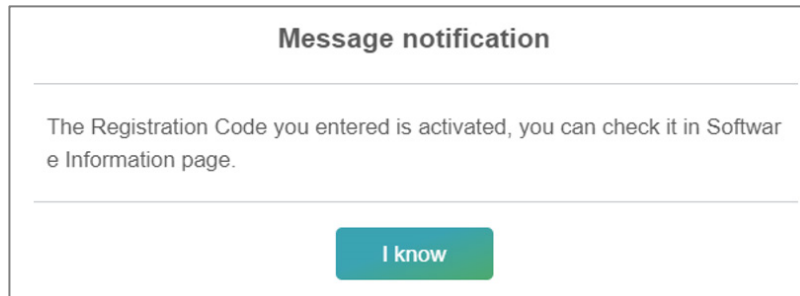 Message notification
The Registration Code you entered is activated, you can check it in Softwar
e Information page.
I know